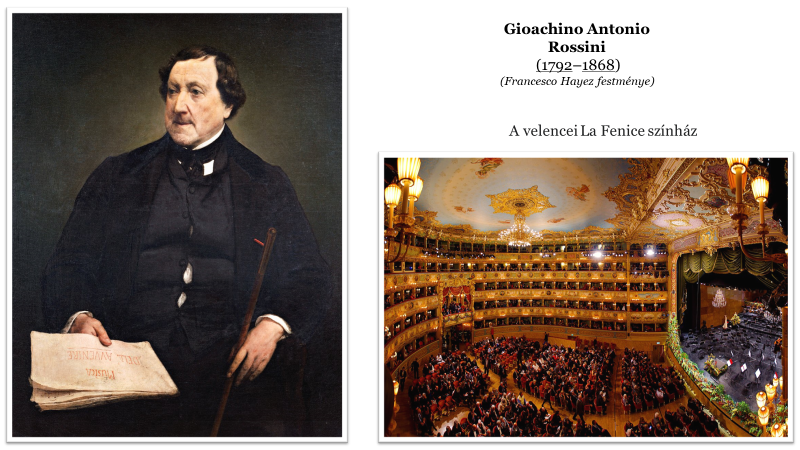 Gioachino Antonio
Rossini
(1792–1868)
(Francesco Hayez festménye)
A velencei La Fenice színház